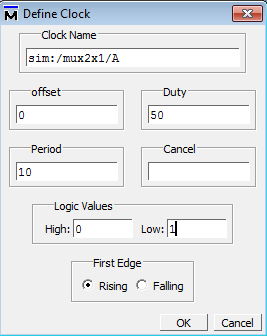 Define Clock
Clock Name
sim:/mux2x1/A
offset
Duty
0
50
Period
Cancel
10
Logic Values
High: 0 Low: 1
First Edge
Rising Falling
OK Cancel